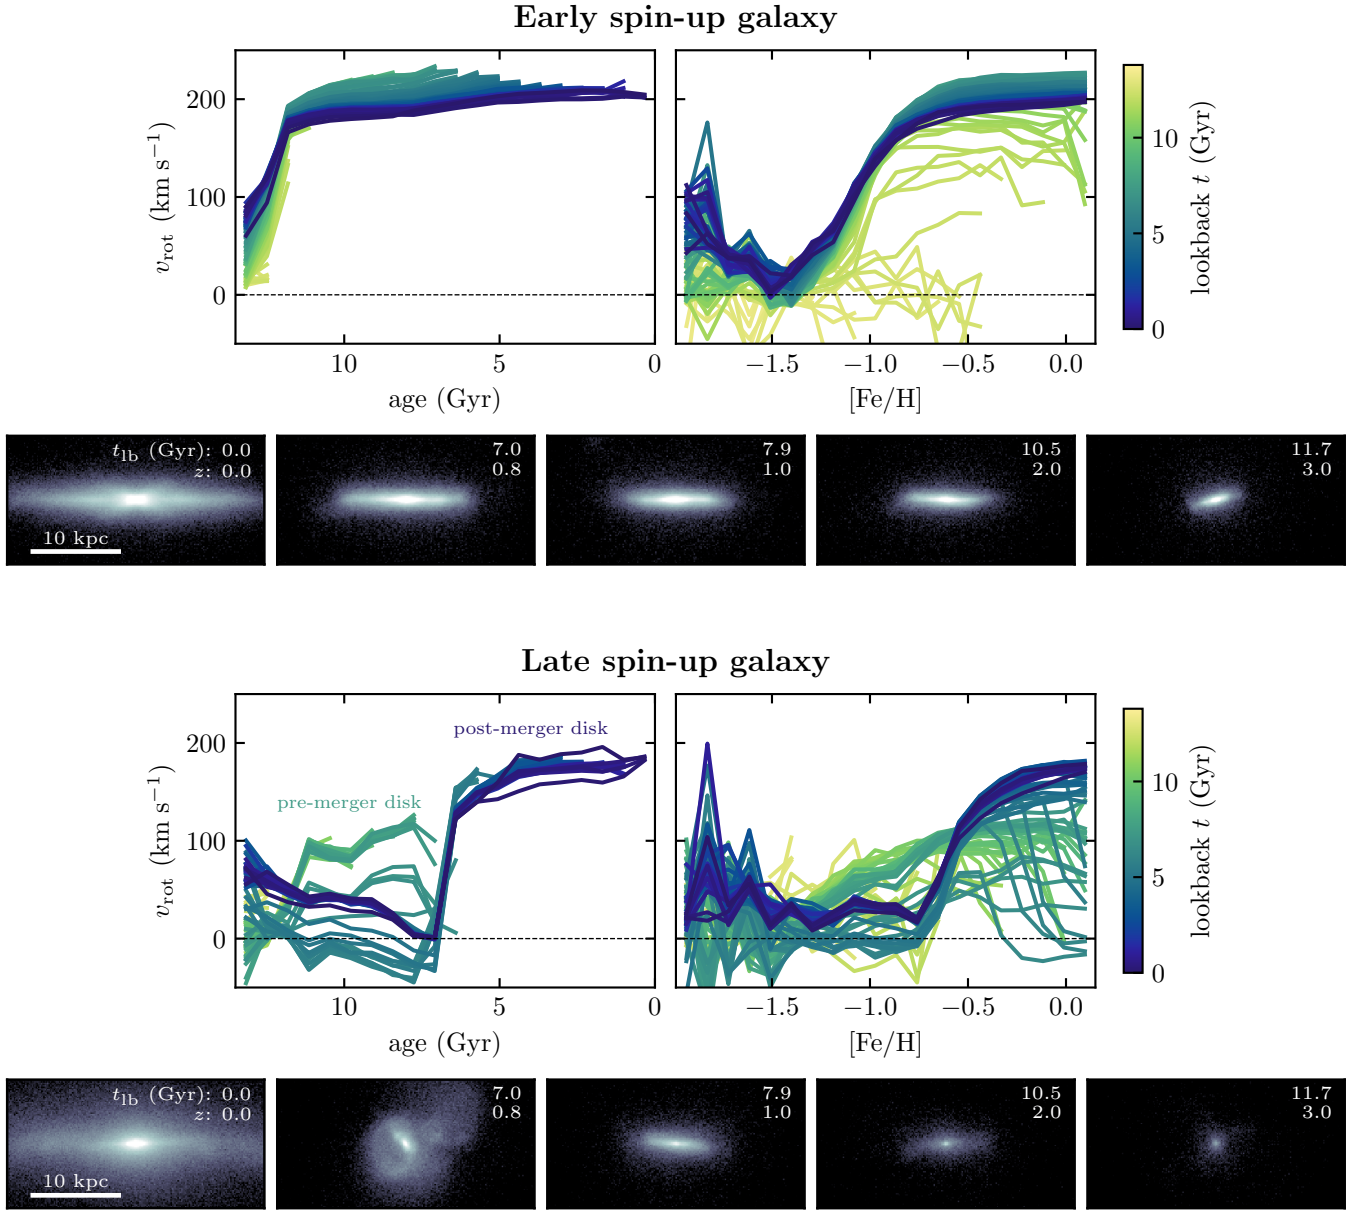 Early spin-up galaxy
200
100
0
v_rot (km s⁻¹)
10
5
0
age (Gyr)
−1.5
−1.0
−0.5
0.0
[Fe/H]
10
5
0
lookback t (Gyr)
t_lb (Gyr): 0.0
z: 0.0
10 kpc
7.0
0.8
7.9
1.0
10.5
2.0
11.7
3.0
Late spin-up galaxy
200
100
0
v_rot (km s⁻¹)
post-merger disk
pre-merger disk
10
5
0
age (Gyr)
−1.5
−1.0
−0.5
0.0
[Fe/H]
10
5
0
lookback t (Gyr)
t_lb (Gyr): 0.0
z: 0.0
10 kpc
7.0
0.8
7.9
1.0
10.5
2.0
11.7
3.0